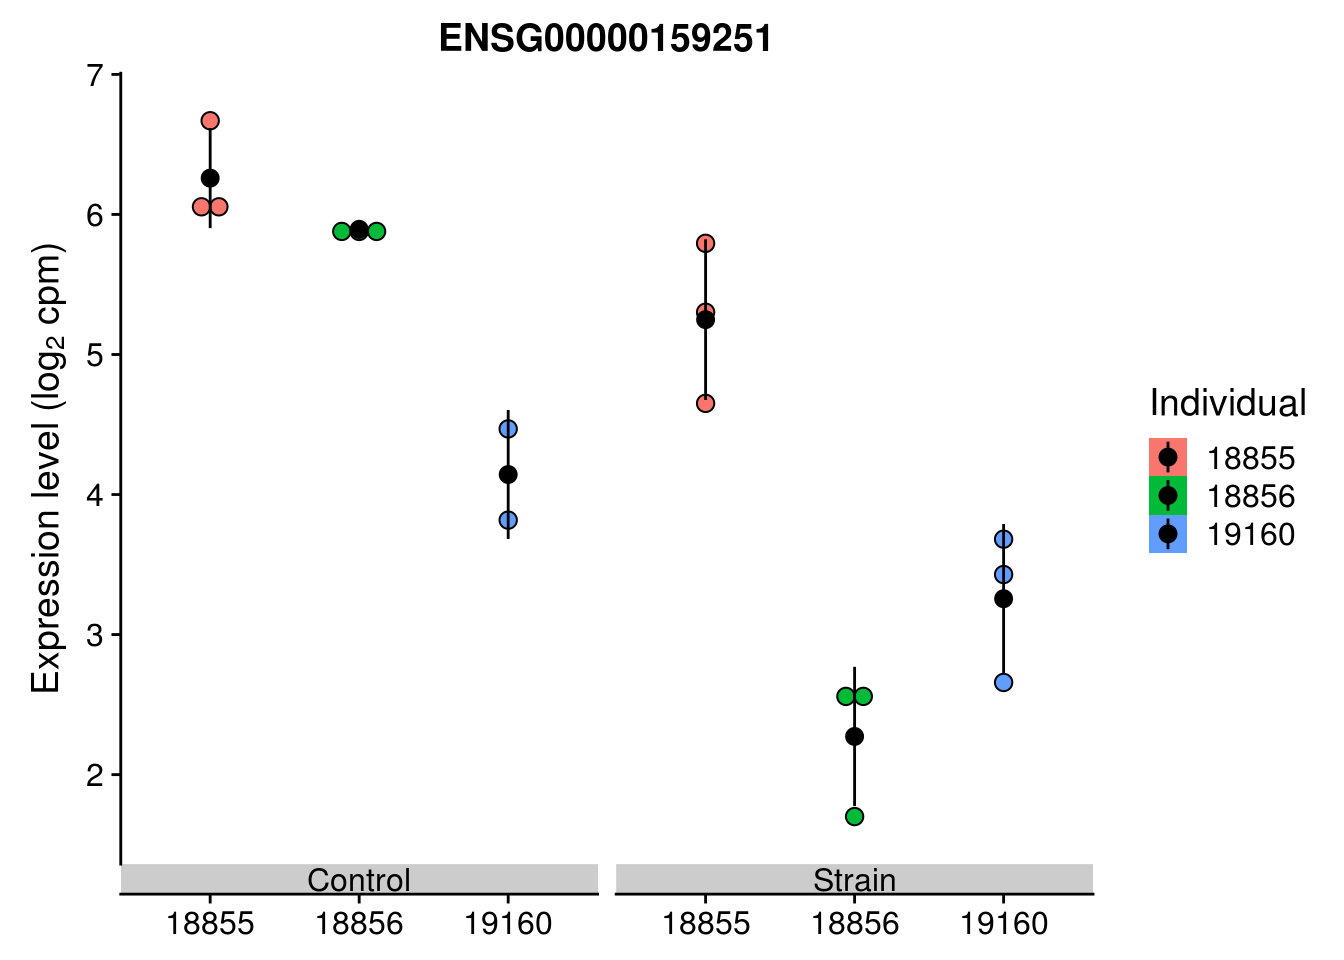 ENSG00000159251
Expression level (log₂ cpm)
7
6
5
4
3
2
Control
Strain
18855 18856 19160
18855 18856 19160
Individual
18855
18856
19160